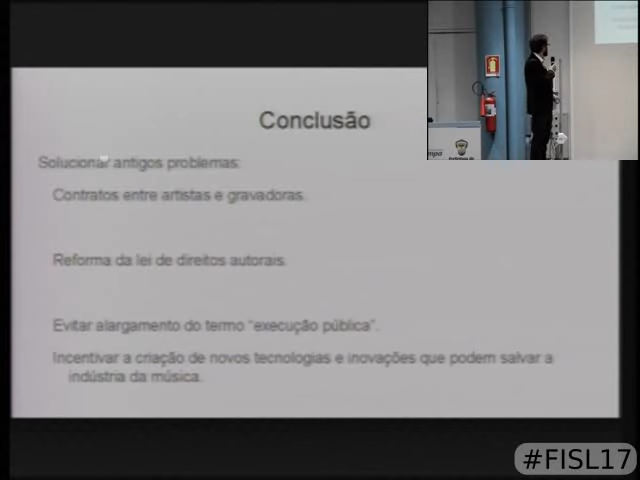 Conclusão
Solucionar antigos problemas:
Contratos entre artistas e gravadoras.
Reforma da lei de direitos autorais.
Evitar alargamento do termo “execução pública”.
Incentivar a criação de novos tecnologias e inovações que podem salvar a
indústria da música.
#FISL17